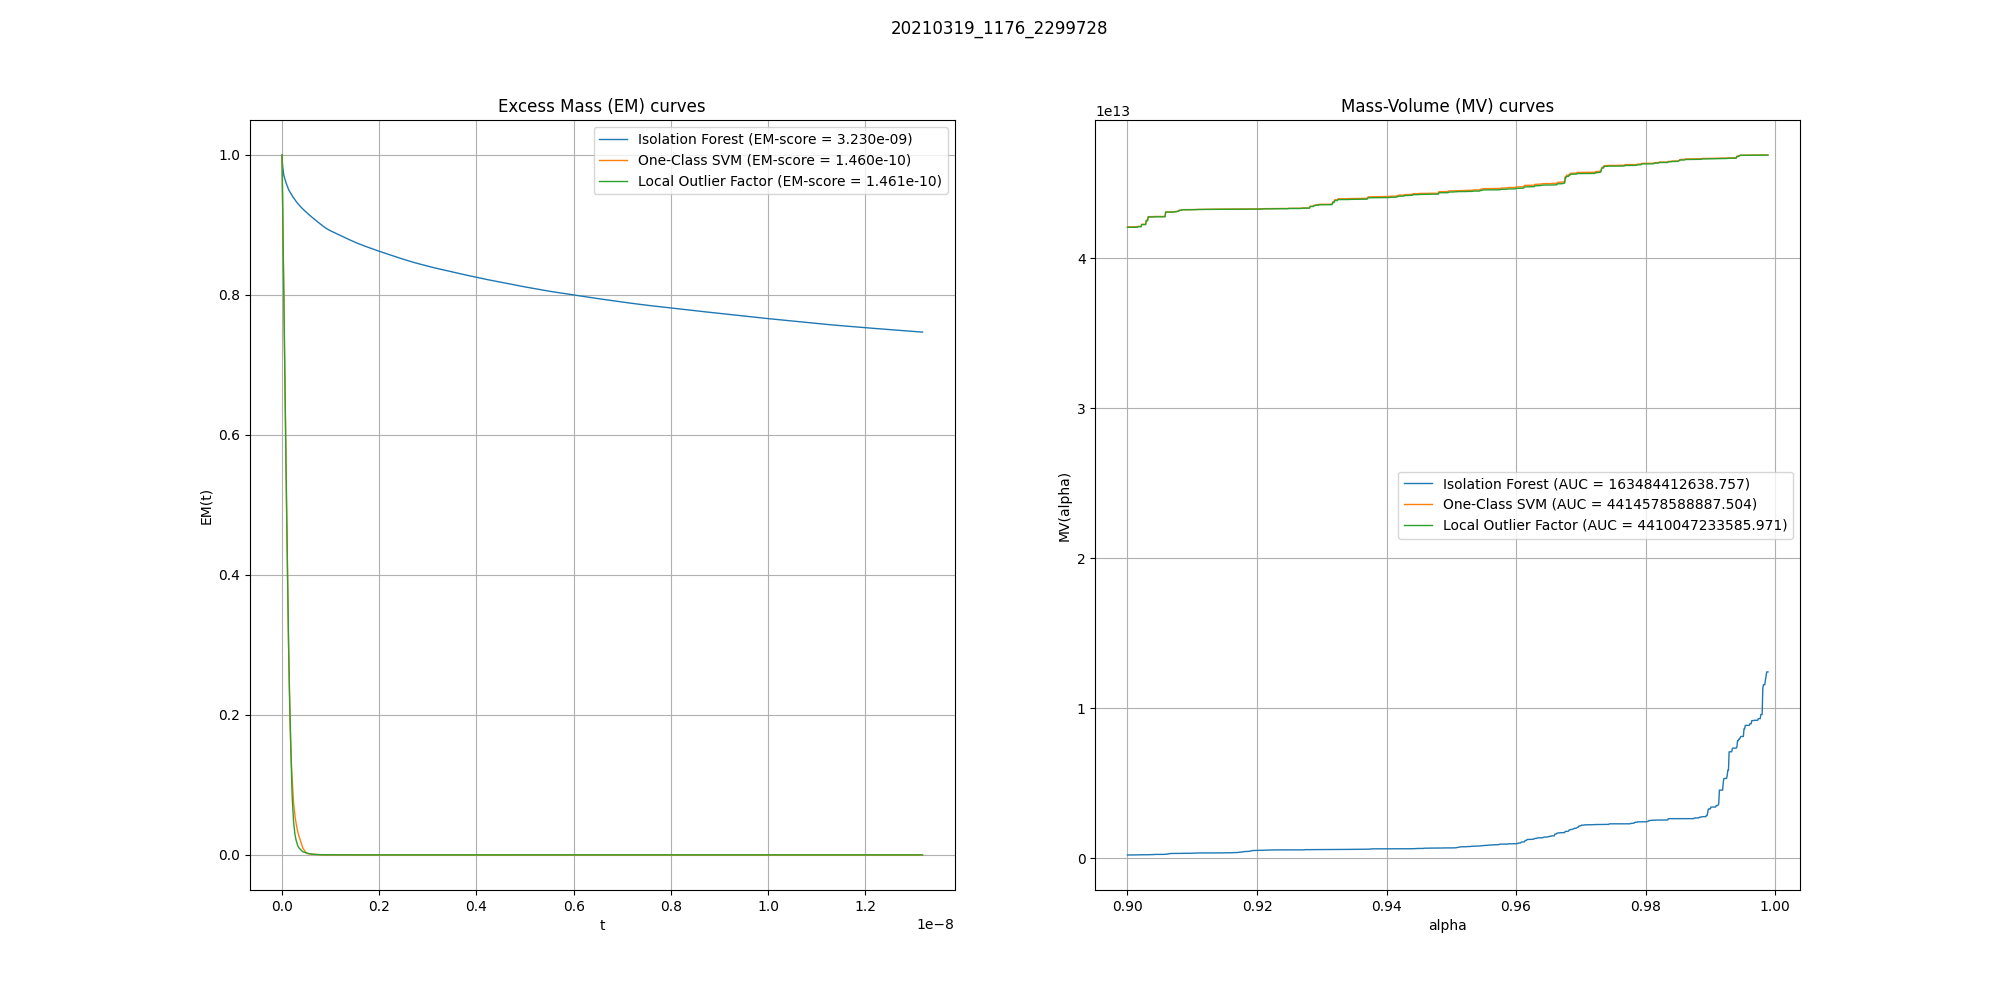 20210319_1176_2299728
Excess Mass (EM) curves
Isolation Forest (EM-score = 3.230e-09)
One-Class SVM (EM-score = 1.460e-10)
Local Outlier Factor (EM-score = 1.461e-10)
1.0
0.8
0.6
0.4
0.2
0.0
EM(t)
0.0
0.2
0.4
0.6
0.8
1.0
1.2
1e−8
t
Mass-Volume (MV) curves
1e13
4
3
2
1
0
MV(alpha)
Isolation Forest (AUC = 163484412638.757)
One-Class SVM (AUC = 4414578588887.504)
Local Outlier Factor (AUC = 4410047233585.971)
0.90
0.92
0.94
0.96
0.98
1.00
alpha